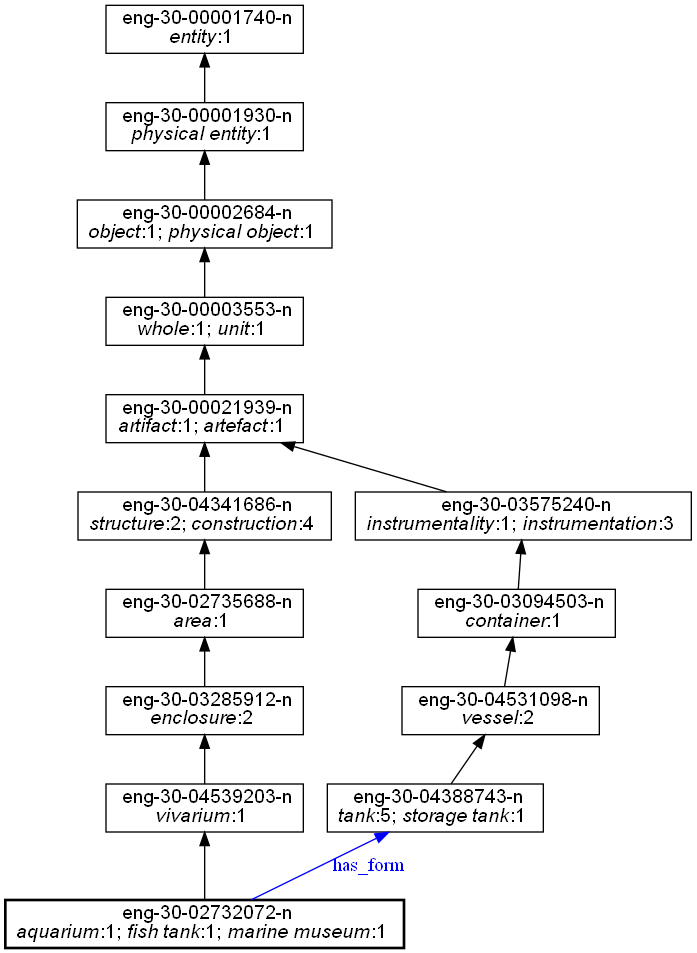 eng-30-00001740-n
entity:1
eng-30-00001930-n
physical entity:1
eng-30-00002684-n
object:1; physical object:1
eng-30-00003553-n
whole:1; unit:1
eng-30-00021939-n
artifact:1; artefact:1
eng-30-04341686-n
structure:2; construction:4
eng-30-03575240-n
instrumentality:1; instrumentation:3
eng-30-02735688-n
area:1
eng-30-03094503-n
container:1
eng-30-03285912-n
enclosure:2
eng-30-04531098-n
vessel:2
eng-30-04539203-n
vivarium:1
eng-30-04388743-n
tank:5; storage tank:1
has_form
eng-30-02732072-n
aquarium:1; fish tank:1; marine museum:1